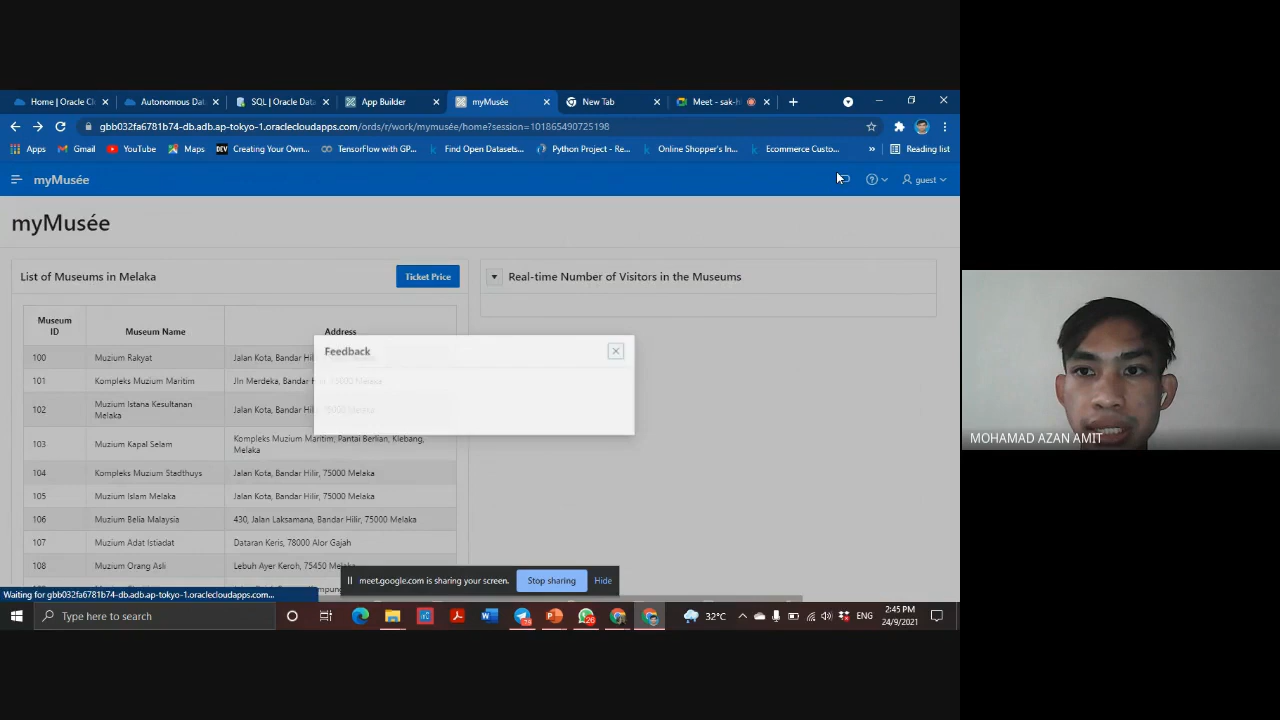 Home | Oracle Cl
Autonomous Dat
SQL | Oracle Dat
App Builder
myMusée
New Tab
Meet - sak-h
gbb032fa6781b74-db.adb.ap-tokyo-1.oraclecloudapps.com/ords/r/work/mymusée/home?session=101865490725198
Apps
Gmail
YouTube
Maps
DEV
Creating Your Own...
TensorFlow with GP...
Find Open Datasets...
Python Project - Re...
Online Shopper's In...
Ecommerce Custo...
»
Reading list
myMusée
guest
myMusée
List of Museums in Melaka
Ticket Price
Real-time Number of Visitors in the Museums
Museum ID
Museum Name
Address
100 Muzium Rakyat Jalan Kota, Bandar Hili
101 Kompleks Muzium Maritim Jln Merdeka, Bandar Hilir, 75000 Melaka
102 Muzium Istana Kesultanan Melaka Jalan Kota, Bandar Hilir, 75000 Melaka
103 Muzium Kapal Selam Kompleks Muzium Maritim, Pantai Berlian, Klebang, Melaka
104 Kompleks Muzium Stadthuys Jalan Kota, Bandar Hilir, 75000 Melaka
105 Muzium Islam Melaka Jalan Kota, Bandar Hilir, 75000 Melaka
106 Muzium Belia Malaysia 430, Jalan Laksamana, Bandar Hilir, 75000 Melaka
107 Muzium Adat Istiadat Dataran Keris, 78000 Alor Gajah
108 Muzium Orang Asli Lebuh Ayer Keroh, 75450 Melaka
Feedback
meet.google.com is sharing your screen.
Stop sharing
Hide
Waiting for gbb032fa6781b74-db.adb.ap-tokyo-1.oraclecloudapps.com...
Type here to search
26
32°C
ENG
2:45 PM
24/9/2021
MOHAMAD AZAN AMIT